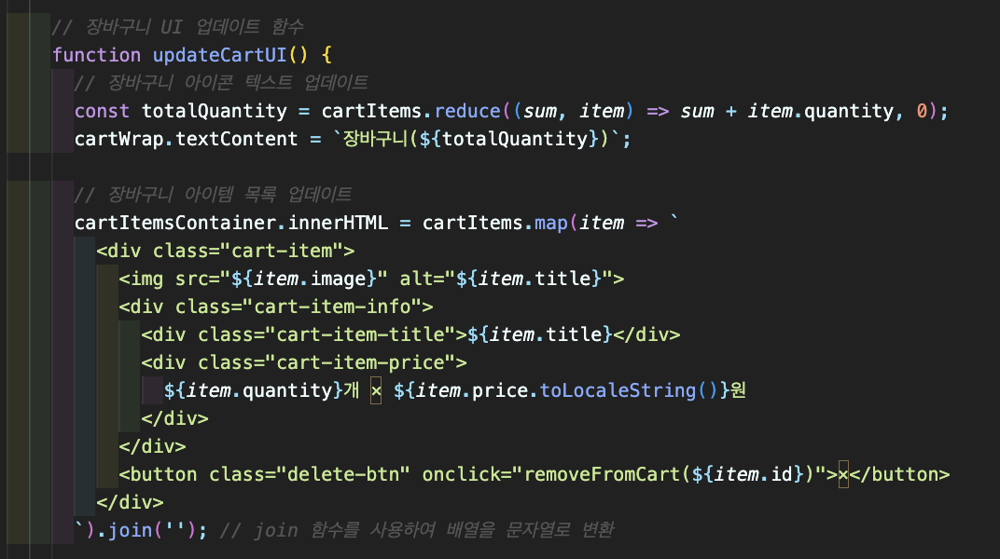 // 장바구니 UI 업데이트 함수
function updateCartUI() {
// 장바구니 아이콘 텍스트 업데이트
const totalQuantity = cartItems.reduce((sum, item) => sum + item.quantity, 0);
cartWrap.textContent = `장바구니(${totalQuantity})`;
// 장바구니 아이템 목록 업데이트
cartItemsContainer.innerHTML = cartItems.map(item => `
<div class="cart-item">
<img src="${item.image}" alt="${item.title}">
<div class="cart-item-info">
<div class="cart-item-title">${item.title}</div>
<div class="cart-item-price">
${item.quantity}개 × ${item.price.toLocaleString()}원
</div>
</div>
<button class="delete-btn" onclick="removeFromCart(${item.id})">×</button>
</div>
`).join(''); // join 함수를 사용하여 배열을 문자열로 변환